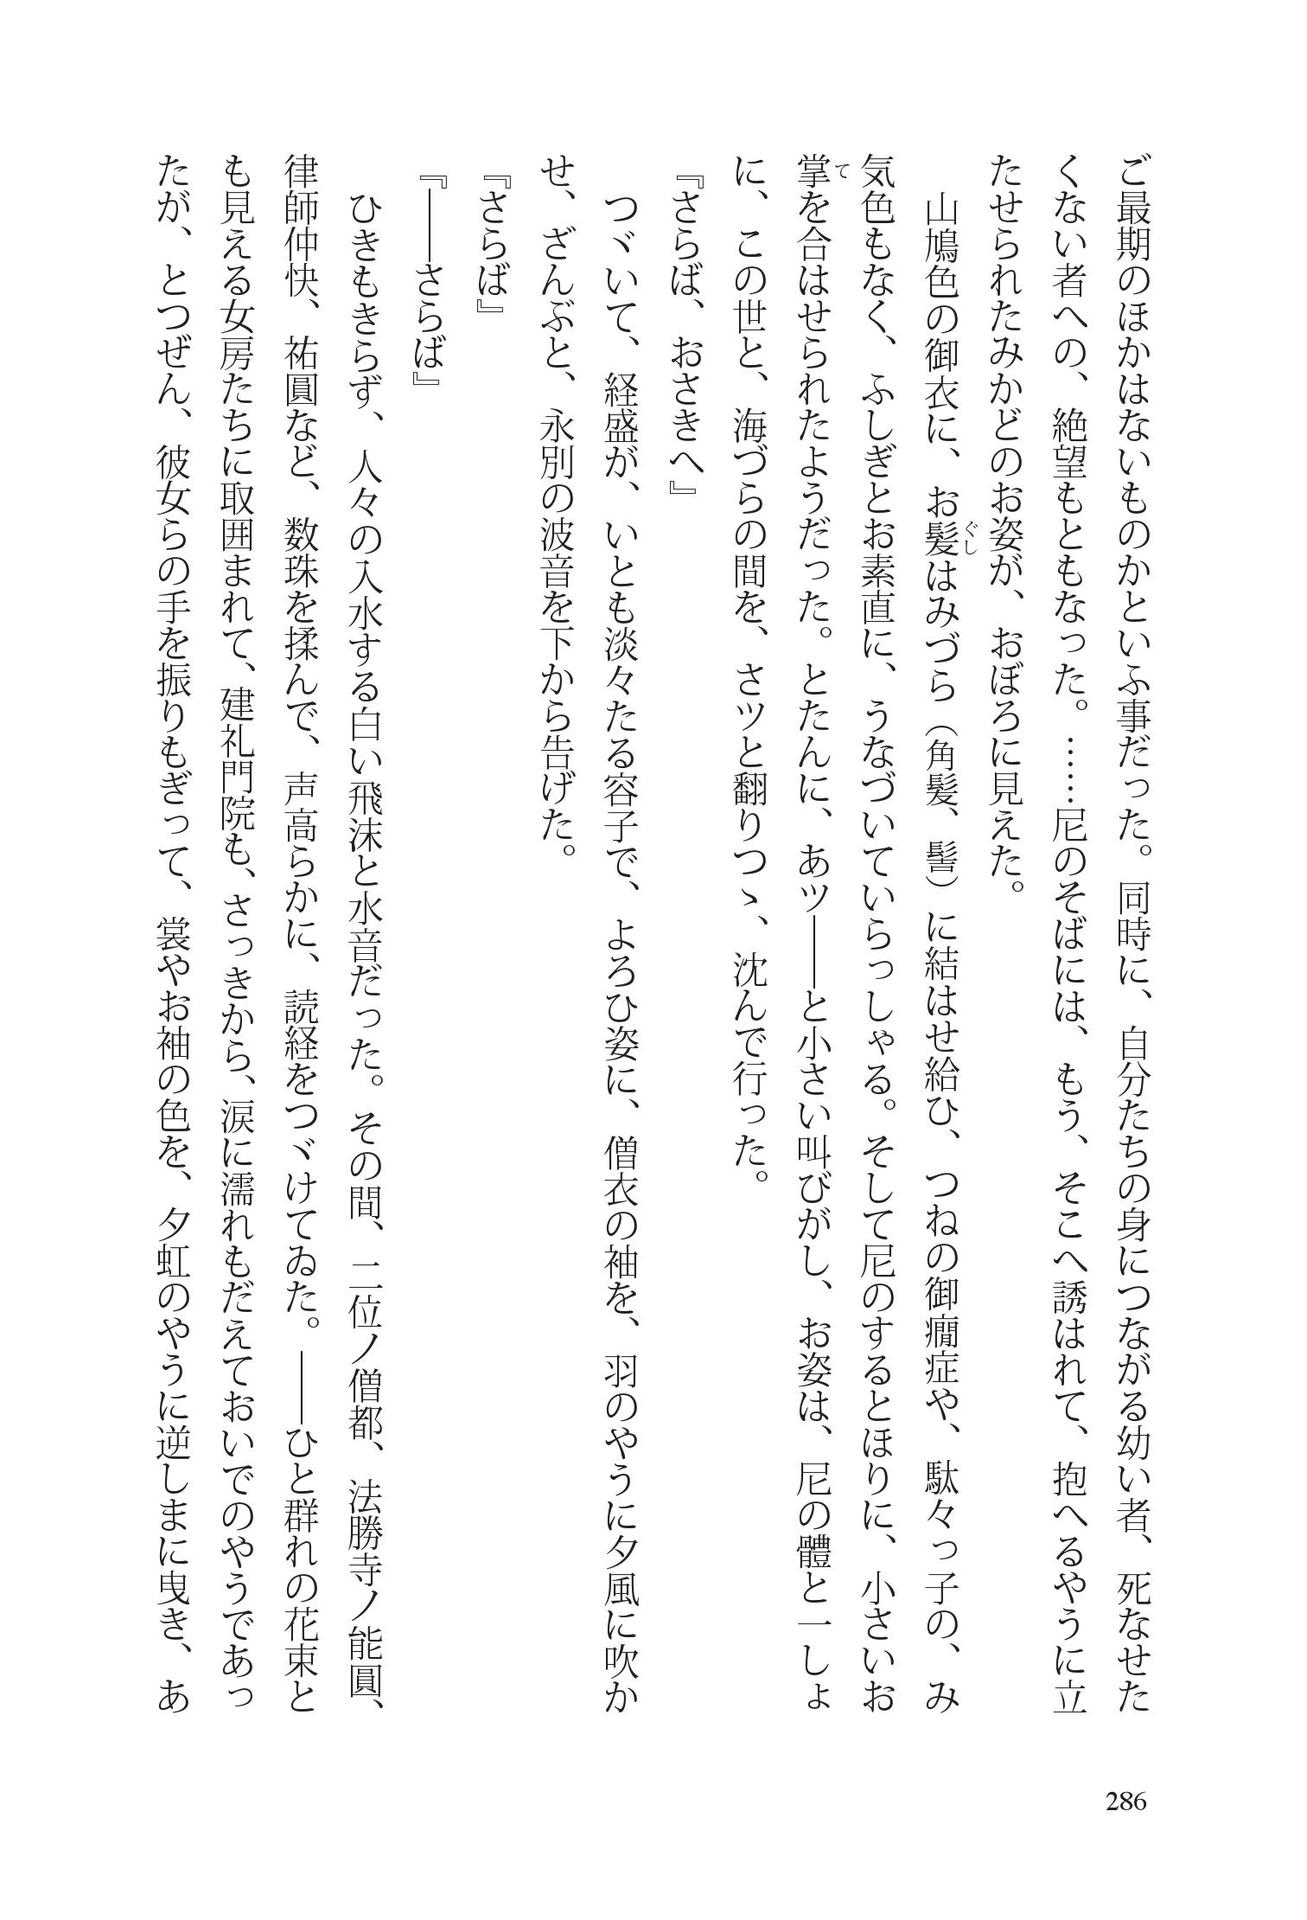 ご最期のほかはないものかといふ事だった。同時に、自分たちの身につながる幼い者、死なせた
くない者への、絶望もともなった。……尼のそばには、もう、そこへ誘はれて、抱へるやうに立
たせられたみかどのお姿が、おぼろに見えた。
山鳩色の御衣に、お髪はみづら（角髪、髻）に結はせ給ひ、つねの御癇症や、駄々っ子の、み
ぐし
気色もなく、ふしぎとお素直に、うなづいていらっしゃる。そして尼のするとほりに、小さいお
掌を合はせられたようだった。とたんに、あツ――と小さい叫びがし、お姿は、尼の體と一しょ
て
に、この世と、海づらの間を、さツと翻りつゝ、沈んで行った。
『さらば、おさきへ』
つゞいて、経盛が、いとも淡々たる容子で、よろひ姿に、僧衣の袖を、羽のやうに夕風に吹か
せ、ざんぶと、永別の波音を下から告げた。
『さらば』
『――さらば』
ひきもきらず、人々の入水する白い飛沫と水音だった。その間、二位ノ僧都、法勝寺ノ能圓、
律師仲快、祐圓など、数珠を揉んで、声高らかに、読経をつゞけてゐた。――ひと群れの花束と
も見える女房たちに取囲まれて、建礼門院も、さっきから、涙に濡れもだえておいでのやうであっ
たが、とつぜん、彼女らの手を振りもぎって、裳やお袖の色を、夕虹のやうに逆しまに曳き、あ
286